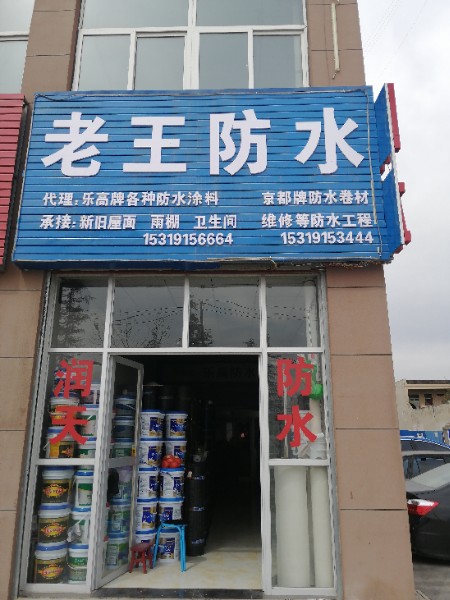 老王防水
代理:乐高牌各种防水涂料 京都牌防水卷材
承接:新旧屋面 雨棚 卫生间 维修等防水工程
15319156664 15319153444
润天
防水